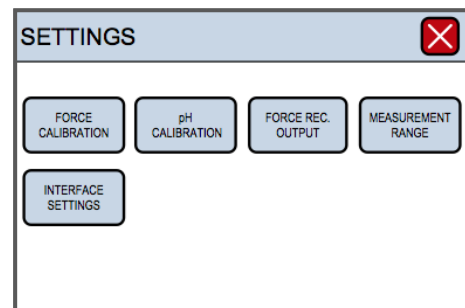 SETTINGS
FORCE
CALIBRATION
pH
CALIBRATION
FORCE REC.
OUTPUT
MEASUREMENT
RANGE
INTERFACE
SETTINGS